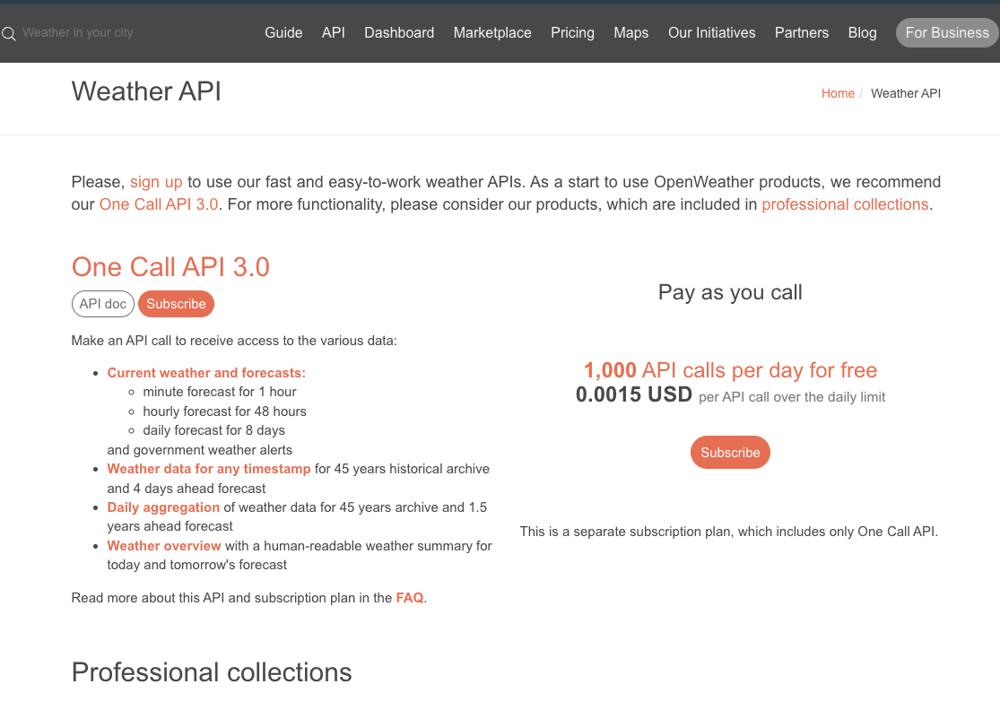 Weather in your city
Guide API Dashboard Marketplace Pricing Maps Our Initiatives Partners Blog For Business
Weather API
Home / Weather API
Please, sign up to use our fast and easy-to-work weather APIs. As a start to use OpenWeather products, we recommend
our One Call API 3.0. For more functionality, please consider our products, which are included in professional collections.
One Call API 3.0
API doc Subscribe
Make an API call to receive access to the various data:
Current weather and forecasts:
minute forecast for 1 hour
hourly forecast for 48 hours
daily forecast for 8 days
and government weather alerts
Weather data for any timestamp for 45 years historical archive
and 4 days ahead forecast
Daily aggregation of weather data for 45 years archive and 1.5
years ahead forecast
Weather overview with a human-readable weather summary for
today and tomorrow's forecast
Read more about this API and subscription plan in the FAQ.
Pay as you call
1,000 API calls per day for free
0.0015 USD per API call over the daily limit
Subscribe
This is a separate subscription plan, which includes only One Call API.
Professional collections